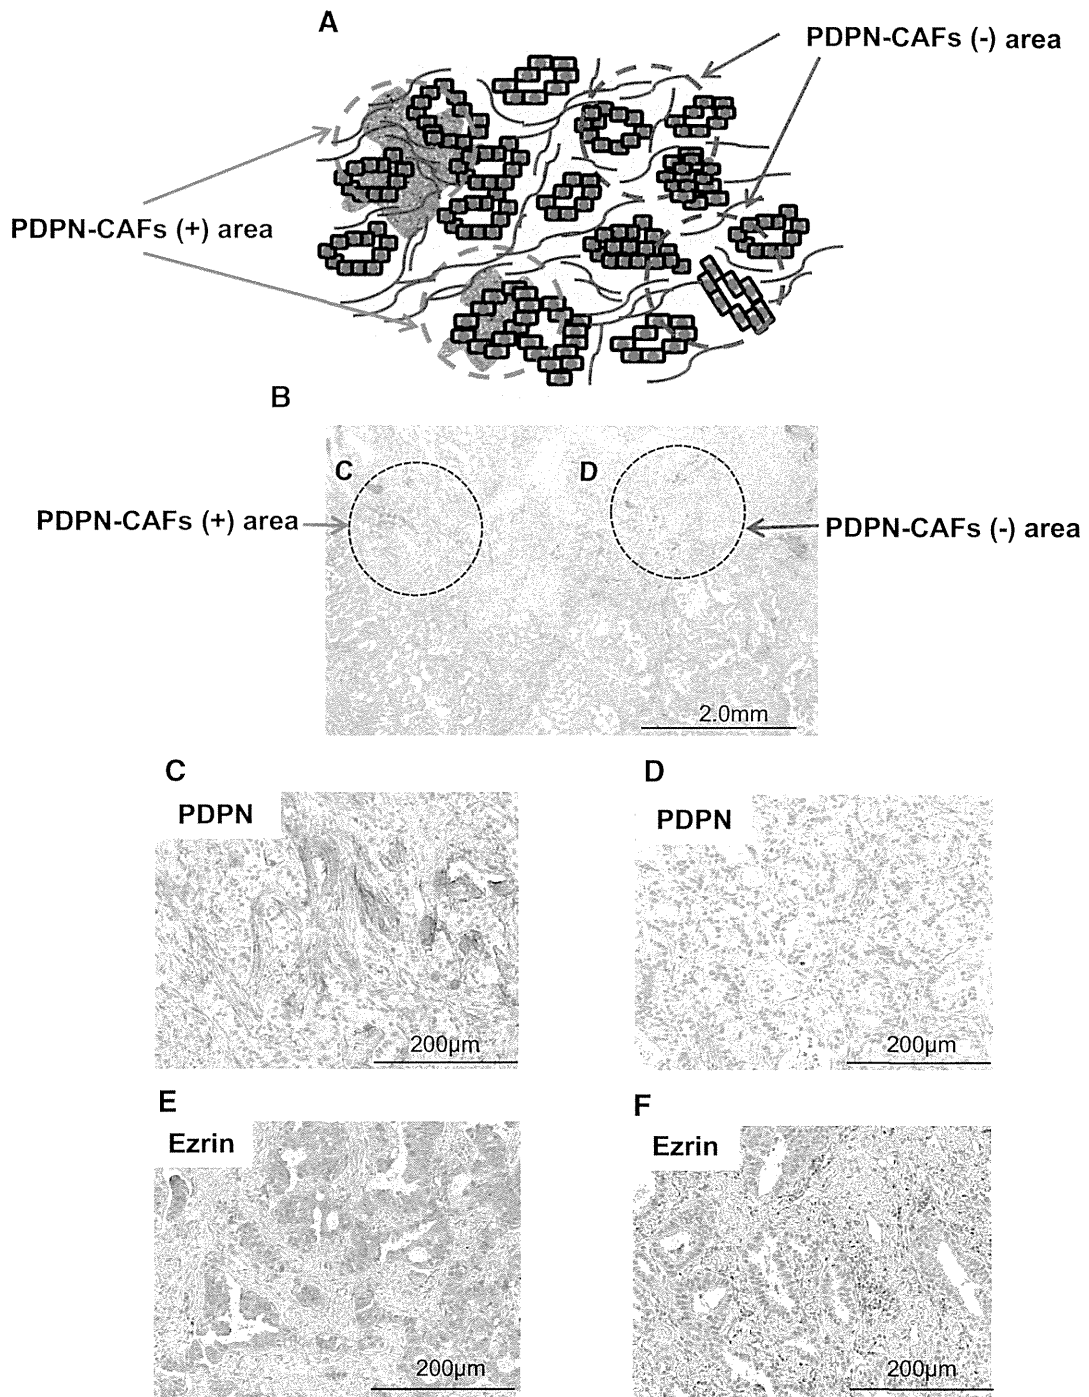 A
PDPN-CAFs (-) area
PDPN-CAFs (+) area
B
C
D
PDPN-CAFs (+) area
PDPN-CAFs (-) area
2.0mm
C
D
PDPN
PDPN
200µm
200µm
E
F
Ezrin
Ezrin
200µm
200µm